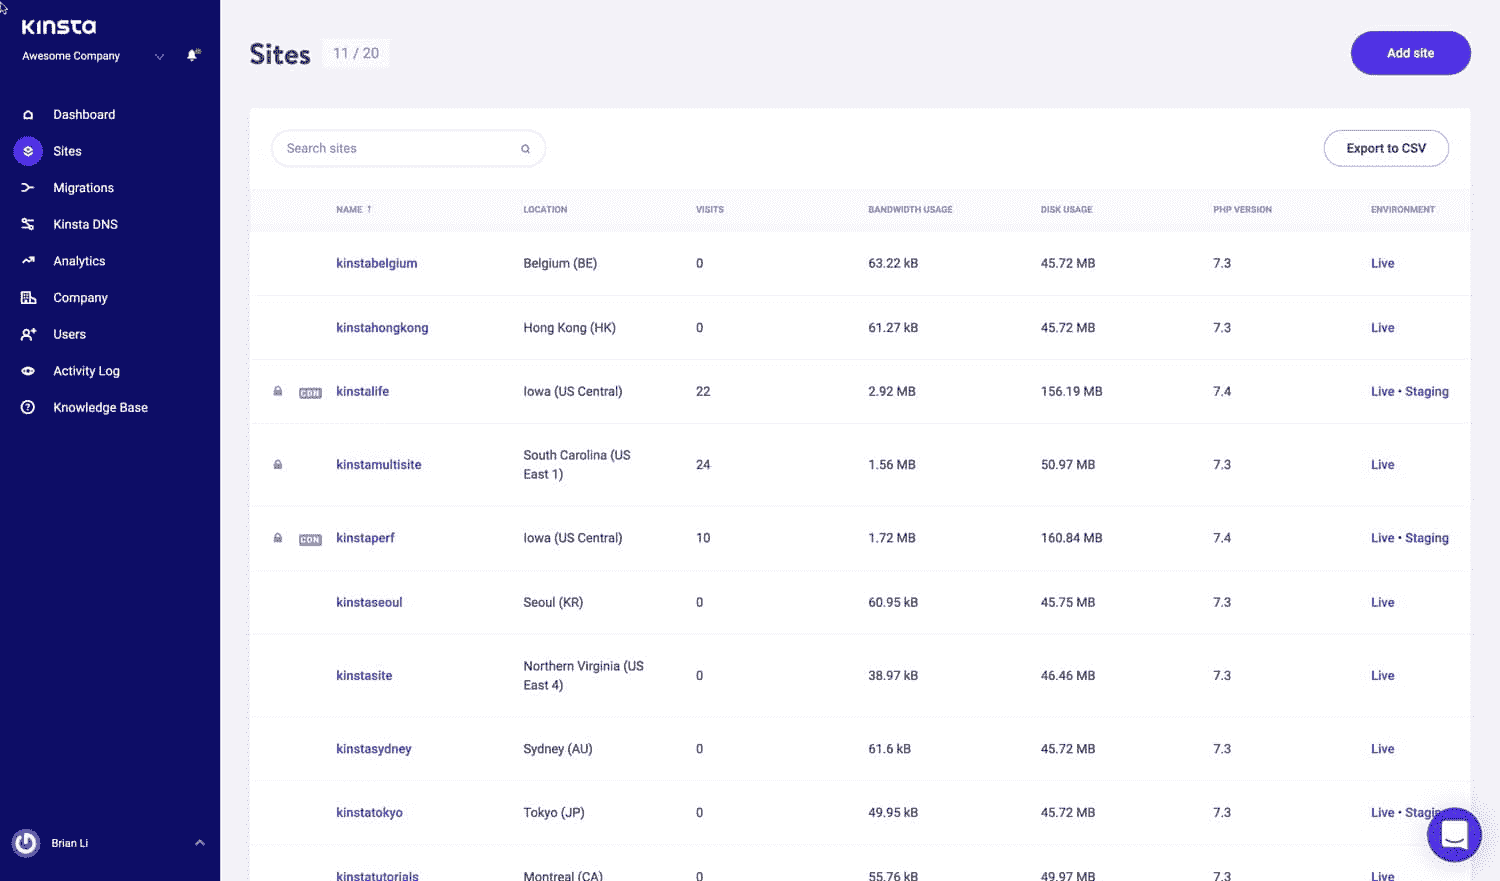 Kinsta
Awesome Company
Dashboard
Sites
Migrations
Kinsta DNS
Analytics
Company
Users
Activity Log
Knowledge Base
Brian Li
Sites 11 / 20
Add site
Search sites
Export to CSV
NAME ↑ LOCATION VISITS BANDWIDTH USAGE DISK USAGE PHP VERSION ENVIRONMENT
kinstabelgium Belgium (BE) 0 63.22 kB 45.72 MB 7.3 Live
kinstahongkong Hong Kong (HK) 0 61.27 kB 45.72 MB 7.3 Live
CDN kinstalife Iowa (US Central) 22 2.92 MB 156.19 MB 7.4 Live • Staging
kinstamultisite South Carolina (US 24 1.56 MB 50.97 MB 7.3 Live
East 1)
CDN kinstaperf Iowa (US Central) 10 1.72 MB 160.84 MB 7.4 Live • Staging
kinstaseoul Seoul (KR) 0 60.95 kB 45.75 MB 7.3 Live
kinstasite Northern Virginia (US 0 38.97 kB 46.46 MB 7.3 Live
East 4)
kinstasydney Sydney (AU) 0 61.6 kB 45.72 MB 7.3 Live
kinstatokyo Tokyo (JP) 0 49.95 kB 45.72 MB 7.3 Live • Stagin
kinstatutorials Montreal (CA) 0 55.76 kB 49.97 MB 7.3 Live